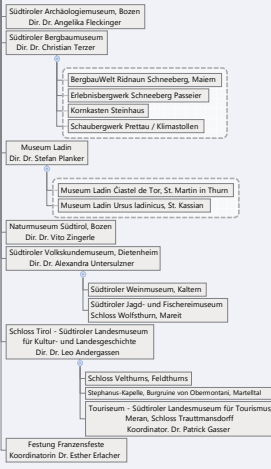 Südtiroler Archäologiemuseum, Bozen
Dir. Dr. Angelika Fleckinger
Südtiroler Bergbaumuseum
Dir. Dr. Christian Terzer
BergbauWelt Ridnaun Schneeberg, Maiern
Erlebnisbergwerk Schneeberg Passeier
Kornkasten Steinhaus
Schaubergwerk Prettau / Klimastollen
Museum Ladin
Dir. Dr. Stefan Planker
Museum Ladin Ćiastel de Tor, St. Martin in Thurn
Museum Ladin Ursus ladinicus, St. Kassian
Naturmuseum Südtirol, Bozen
Dir. Dr. Vito Zingerle
Südtiroler Volkskundemuseum, Dietenheim
Dir. Dr. Alexandra Untersulzner
Südtiroler Weinmuseum, Kaltern
Südtiroler Jagd- und Fischereimuseum
Schloss Wolfsthurn, Mareit
Schloss Tirol - Südtiroler Landesmuseum
für Kultur- und Landesgeschichte
Dir. Dr. Leo Andergassen
Schloss Velthurns, Feldthurns
Stephanus-Kapelle, Burgruine von Obermontani, Martelltal
Touriseum - Südtiroler Landesmuseum für Tourismus
Meran, Schloss Trauttmansdorff
Koordinator. Dr. Patrick Gasser
Festung Franzensfeste
Koordinatorin Dr. Esther Erlacher